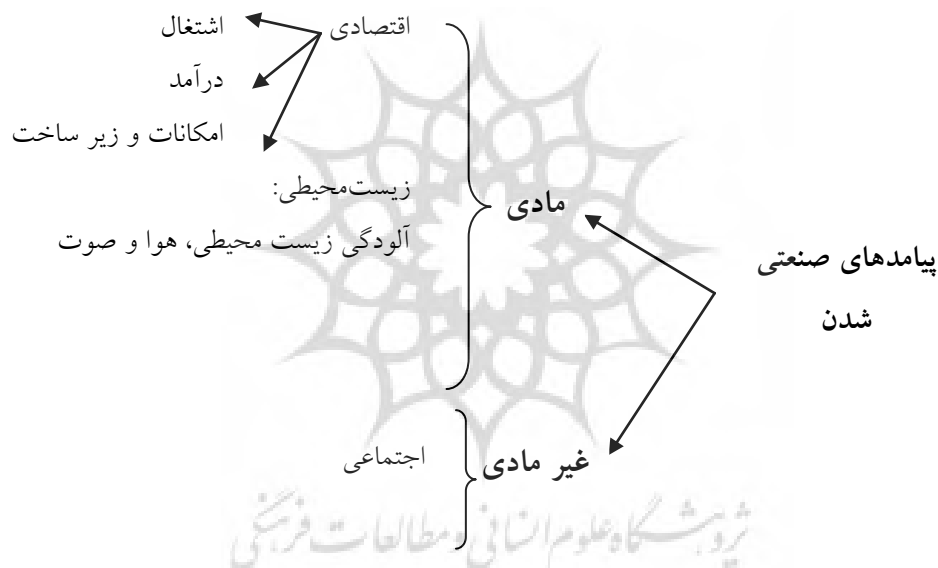 پیامدهای صنعتی
شدن
مادی
اقتصادی
اشتغال
درآمد
امکانات و زیر ساخت
زیست‌محیطی:
آلودگی زیست محیطی، هوا و صوت
غیر مادی
اجتماعی
پژوهشگاه علوم انسانی و مطالعات فرهنگی